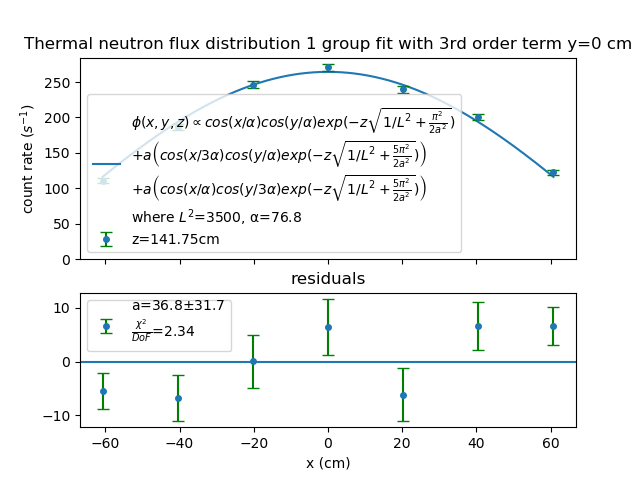 Thermal neutron flux distribution 1 group fit with 3rd order term y=0 cm
count rate (s⁻¹)
250
200
150
100
50
0
ϕ(x, y, z) ∝ cos(x/α)cos(y/α)exp(−z√(1/L² + π²/2a²))
+a(cos(x/3α)cos(y/α)exp(−z√(1/L² + 5π²/2a²)))
+a(cos(x/α)cos(y/3α)exp(−z√(1/L² + 5π²/2a²)))
where L²=3500, α=76.8
z=141.75cm
residuals
10
0
−10
a=36.8±31.7
χ²/DoF=2.34
−60 −40 −20 0 20 40 60
x (cm)